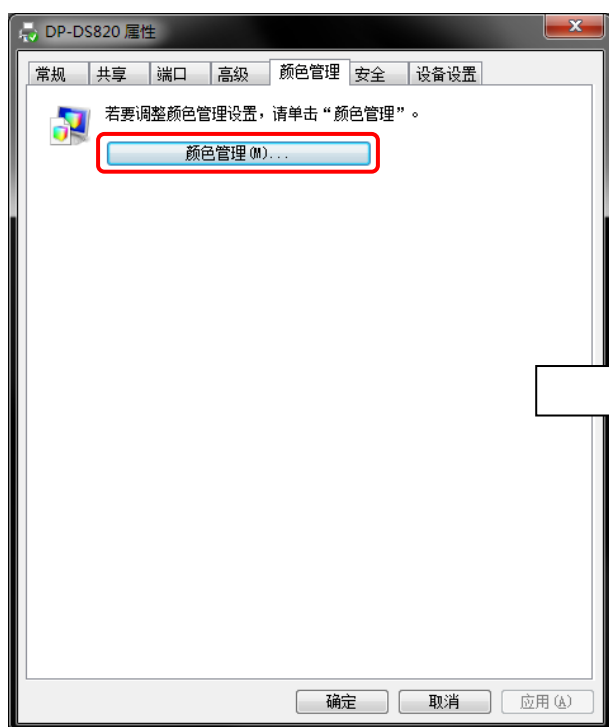 DP-DS820 属性
常规 共享 端口 高级 颜色管理 安全 设备设置
若要调整颜色管理设置，请单击“颜色管理”。
颜色管理(M)...
确定 取消 应用(A)